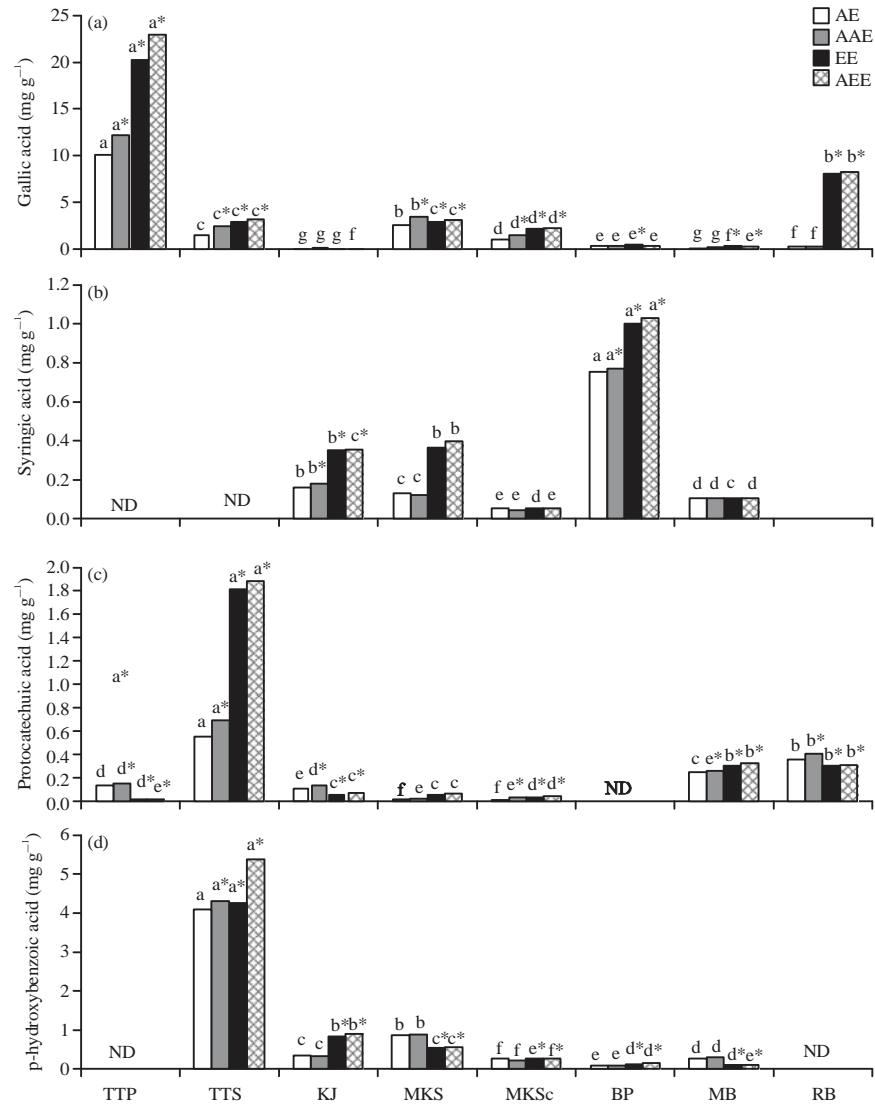 (a)
Gallic acid (mg g⁻¹)
25
20
15
10
5
0
AE
AAE
EE
AEE
a a* a* a*
c c* c* c*
g g g f
b b* c* c*
d d* d* d*
e e e* e
g g f* e*
f f b* b*
(b)
Syringic acid (mg g⁻¹)
1.2
1.0
0.8
0.6
0.4
0.2
0.0
ND
ND
b b* b* c*
c c b b
e e d e
a a* a* a*
d d c d
(c)
Protocatechuic acid (mg g⁻¹)
2.0
1.8
1.6
1.4
1.2
1.0
0.8
0.6
0.4
0.2
0.0
a*
d d* d* e*
a a* a* a*
e d* c* c*
f e c c
f e* d* d*
ND
c e* b* b*
b b* b* b*
(d)
p-hydroxybenzoic acid (mg g⁻¹)
6
5
4
3
2
1
0
ND
a a* a* a*
c c b* b*
b b c* c*
f f e* f*
e e d* d*
d d d* e*
ND
TTP TTS KJ MKS MKSc BP MB RB